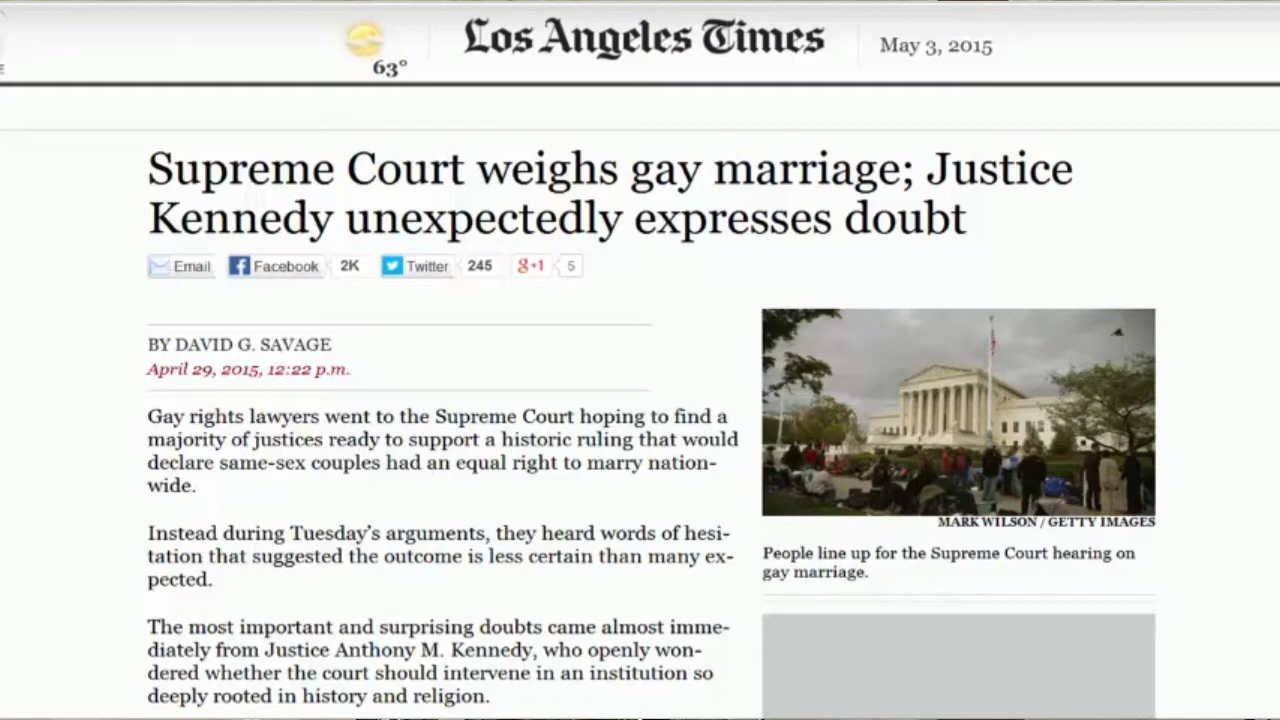 Los Angeles Times
May 3, 2015
63°
E
Supreme Court weighs gay marriage; Justice
Kennedy unexpectedly expresses doubt
Email
Facebook
2K
Twitter
245
g+1
5
BY DAVID G. SAVAGE
April 29, 2015, 12:22 p.m.
Gay rights lawyers went to the Supreme Court hoping to find a
majority of justices ready to support a historic ruling that would
declare same-sex couples had an equal right to marry nation-
wide.
Instead during Tuesday's arguments, they heard words of hesi-
tation that suggested the outcome is less certain than many ex-
pected.
The most important and surprising doubts came almost imme-
diately from Justice Anthony M. Kennedy, who openly won-
dered whether the court should intervene in an institution so
deeply rooted in history and religion.
MARK WILSON / GETTY IMAGES
People line up for the Supreme Court hearing on
gay marriage.